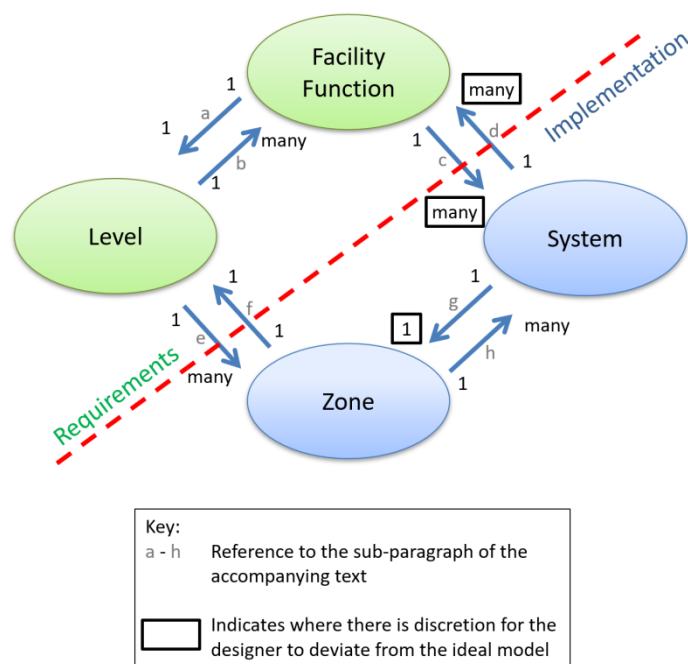 Facility
Function
many
Implementation
1
1
a
1
d
1
c
1
many
b
1
many
Level
System
1
1
f
1
e
1
many
1
g
1
many
h
1
Requirements
Zone
Key:
a - h
Reference to the sub-paragraph of the
accompanying text
Indicates where there is discretion for the
designer to deviate from the ideal model